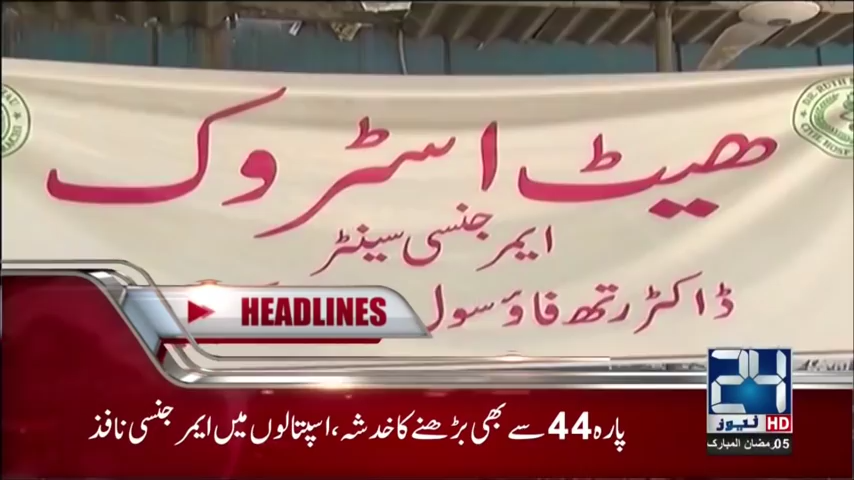 ہیٹ اسٹروک
ایمرجنسی سینٹر
ڈاکٹر رتھ فاؤ سول
HEADLINES
پارہ 44 سے بھی بڑھنے کا خدشہ، اسپتالوں میں ایمرجنسی نافذ
24
نیوز HD
05 رمضان المبارک